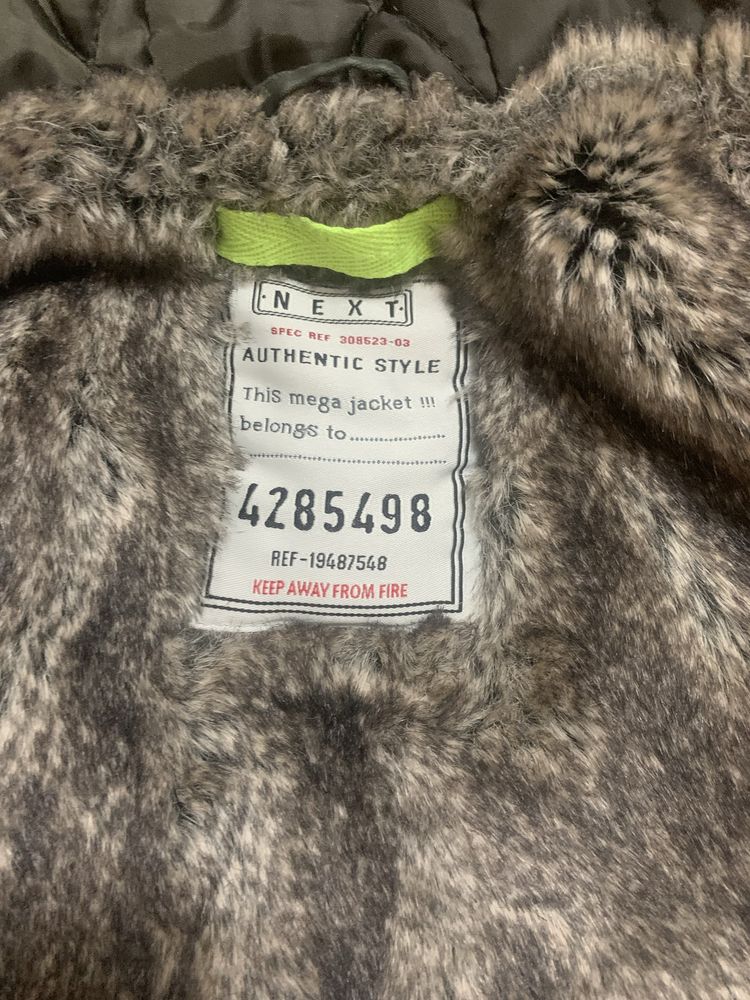 ·NEXT·
SPEC REF 308523-03
AUTHENTIC STYLE
This mega jacket !!!
belongs to....................
..........................................
4285498
REF-19487548
KEEP AWAY FROM FIRE